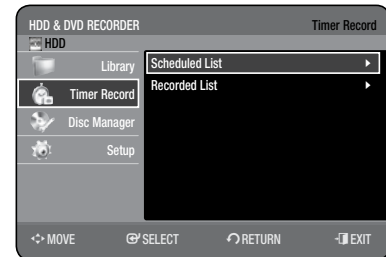 HDD & DVD RECORDER Timer Record
HDD
Library
Timer Record
Disc Manager
Setup
Scheduled List ►
Recorded List ►
MOVE SELECT RETURN EXIT